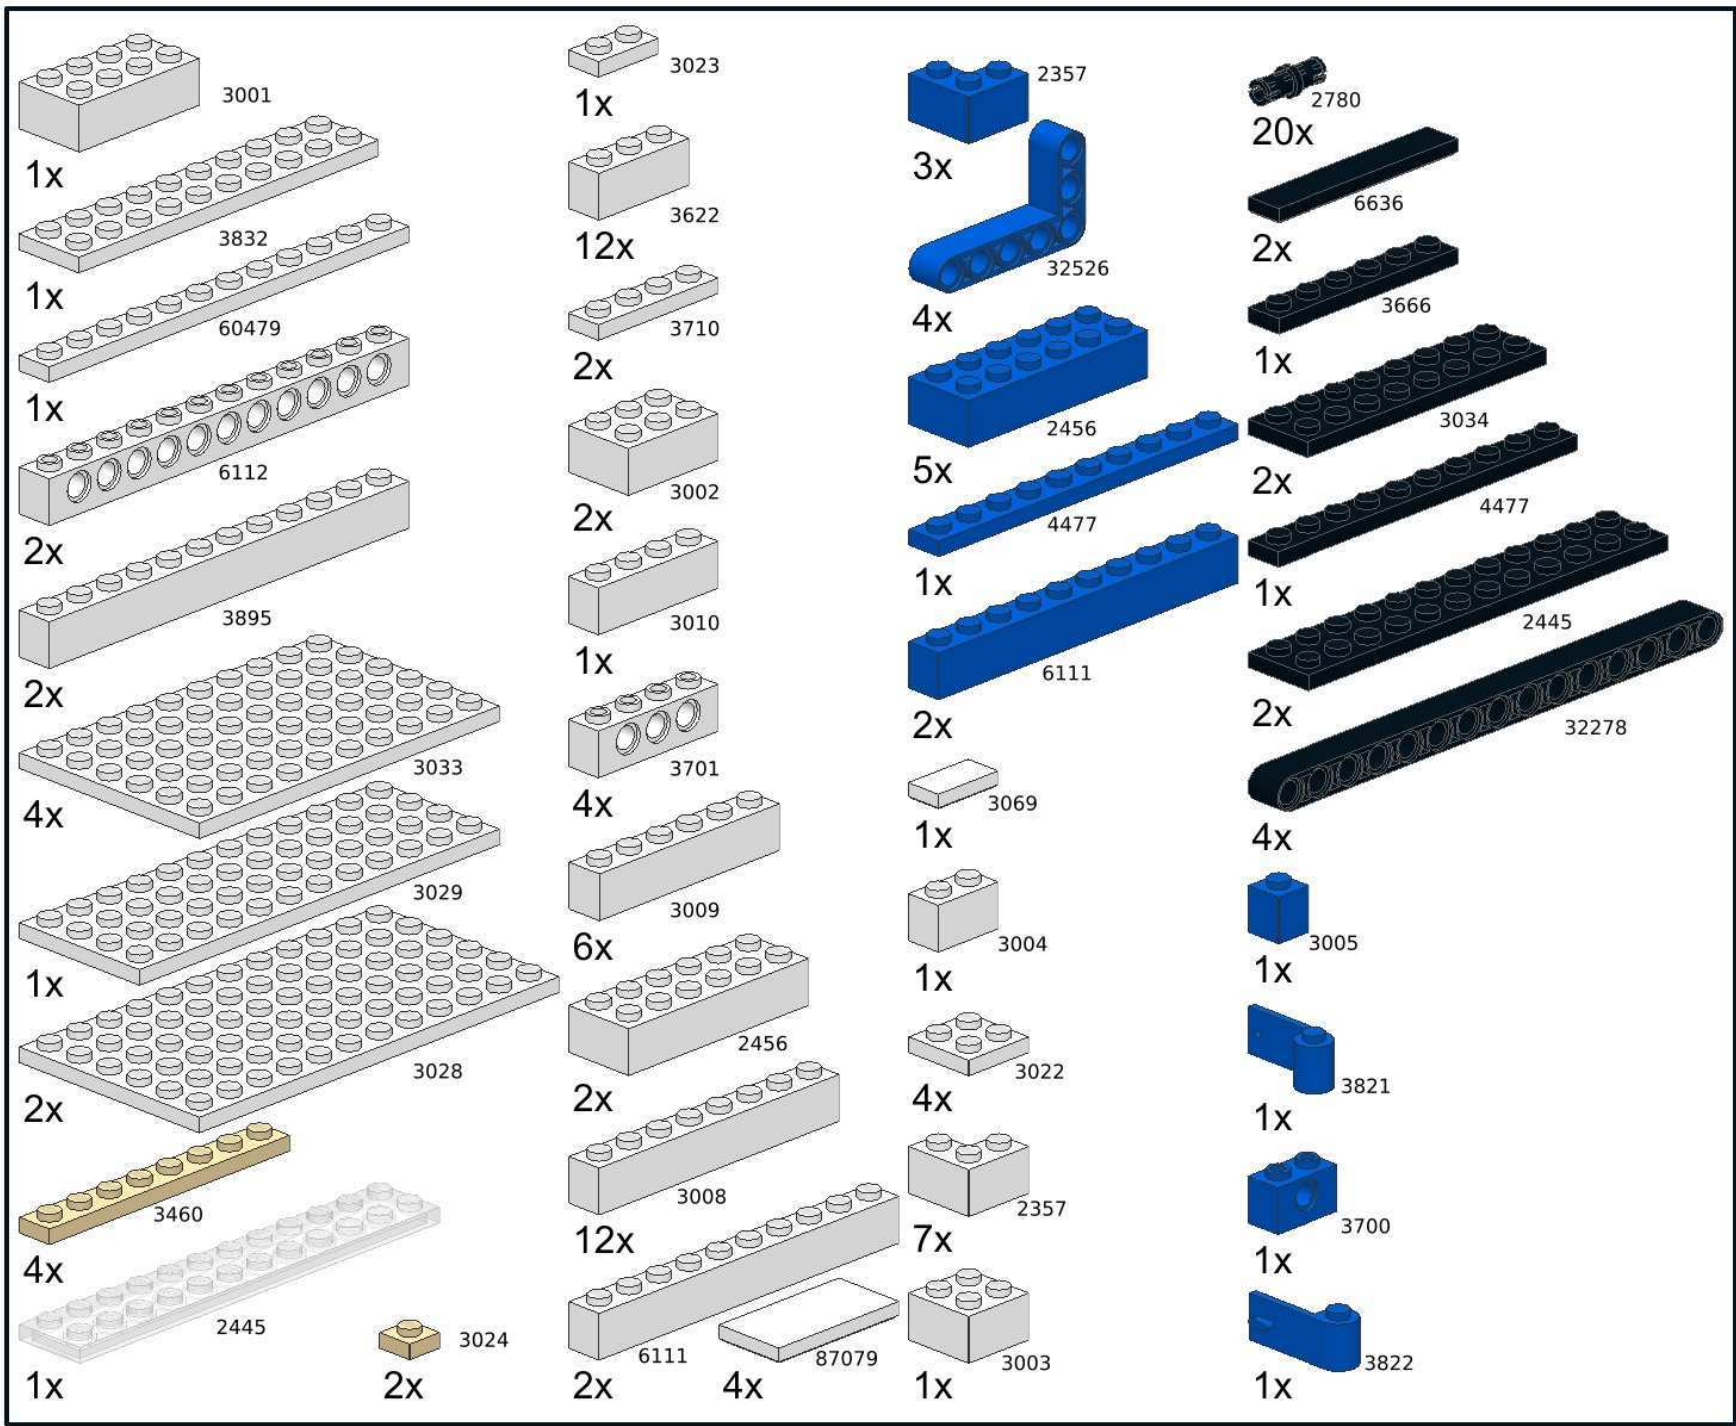 3001
1x
3832
1x
60479
1x
6112
2x
3895
2x
3033
4x
3029
1x
3028
2x
3460
4x
2445
1x
3024
2x
3023
1x
3622
12x
3710
2x
3002
2x
3010
1x
3701
4x
3009
6x
2456
2x
3008
12x
6111
2x
87079
4x
2357
3x
32526
4x
2456
5x
4477
1x
6111
2x
3069
1x
3004
1x
3022
4x
2357
7x
3003
1x
2780
20x
6636
2x
3666
1x
3034
2x
4477
1x
2445
2x
32278
4x
3005
1x
3821
1x
3700
1x
3822
1x